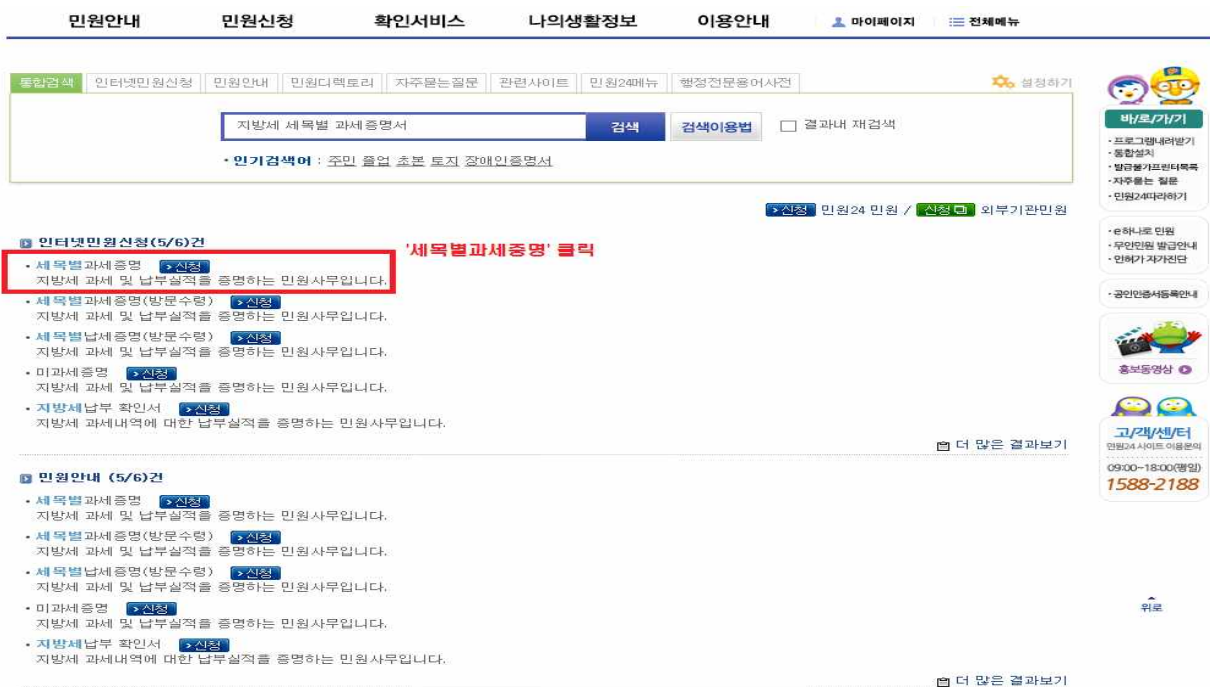 민원안내 민원신청 확인서비스 나의생활정보 이용안내 마이페이지 전체메뉴
통합검색 인터넷민원신청 민원안내 민원디렉토리 자주묻는질문 관련사이트 민원24메뉴 행정전문용어사전 설정하기
지방세 세목별 과세증명서 검색 검색이용법 결과내 재검색
• 인기검색어 : 주민 졸업 초본 토지 장애인증명서
신청 민원24 민원 / 신청 외부기관민원
인터넷민원신청(5/6)건
'세목별과세증명' 클릭
• 세목별과세증명 신청
지방세 과세 및 납부실적을 증명하는 민원사무입니다.
• 세목별과세증명(방문수령) 신청
지방세 과세 및 납부실적을 증명하는 민원사무입니다.
• 세목별납세증명(방문수령) 신청
지방세 과세 및 납부실적을 증명하는 민원사무입니다.
• 미과세증명 신청
지방세 과세 및 납부실적을 증명하는 민원사무입니다.
• 지방세납부 확인서 신청
지방세 과세내역에 대한 납부실적을 증명하는 민원사무입니다.
더 많은 결과보기
민원안내 (5/6)건
• 세목별과세증명 신청
지방세 과세 및 납부실적을 증명하는 민원사무입니다.
• 세목별과세증명(방문수령) 신청
지방세 과세 및 납부실적을 증명하는 민원사무입니다.
• 세목별납세증명(방문수령) 신청
지방세 과세 및 납부실적을 증명하는 민원사무입니다.
• 미과세증명 신청
지방세 과세 및 납부실적을 증명하는 민원사무입니다.
• 지방세납부 확인서 신청
지방세 과세내역에 대한 납부실적을 증명하는 민원사무입니다.
더 많은 결과보기
바/로/가/기
• 프로그램내려받기
• 통합설치
• 발급불가프린터목록
• 자주묻는 질문
• 민원24따라하기
• e하나로 민원
• 무인민원 발급안내
• 인허가 자가진단
• 공인인증서등록안내
홍보동영상
고/객/센/터
민원24 사이트 이용문의
09:00~18:00(평일)
1588-2188
위로